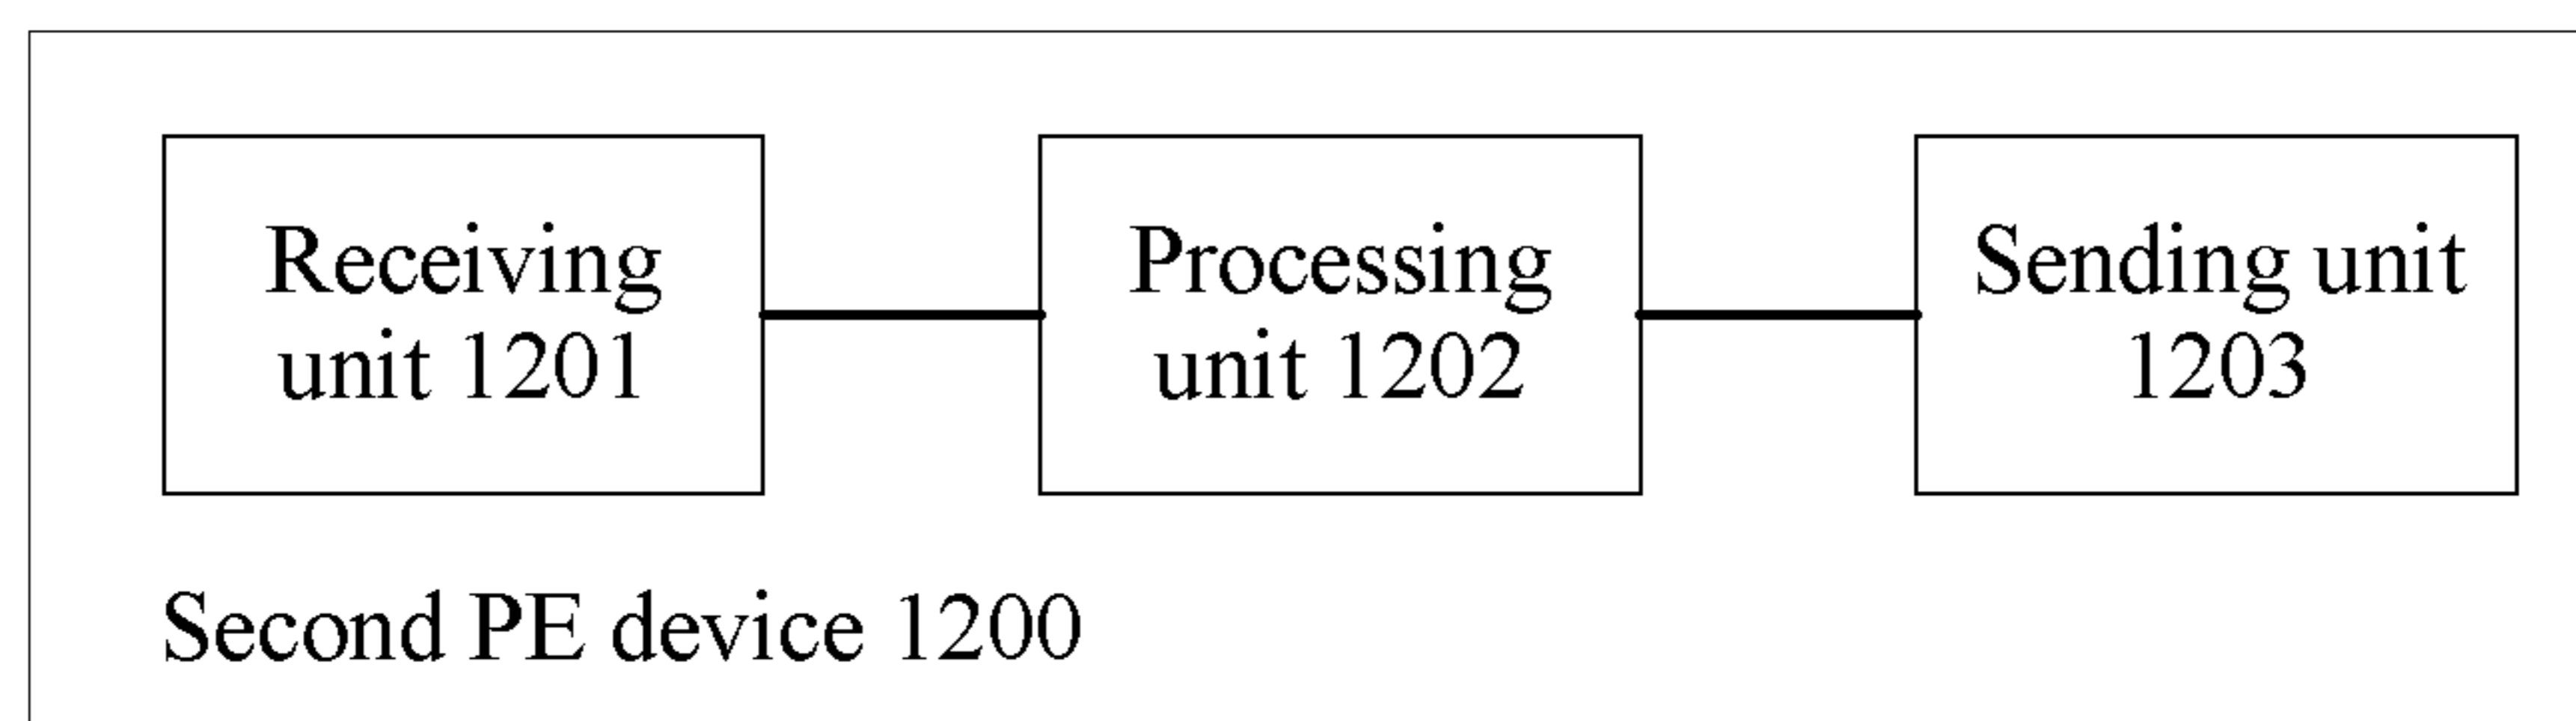 Receiving
unit 1201
Processing
unit 1202
Sending unit
1203
Second PE device 1200